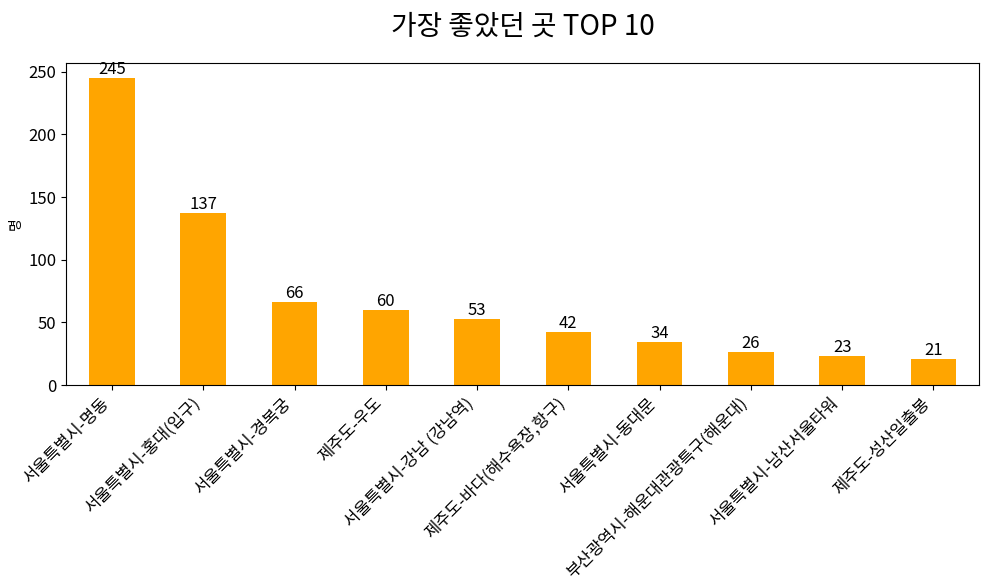 가장 좋았던 곳 TOP 10
명
250
200
150
100
50
0
245
137
66
60
53
42
34
26
23
21
서울특별시-명동
서울특별시-홍대(입구)
서울특별시-경복궁
제주도-우도
서울특별시-강남 (강남역)
제주도-바다(해수욕장,항구)
서울특별시-동대문
부산광역시-해운대관광특구(해운대)
서울특별시-남산서울타워
제주도-성산일출봉